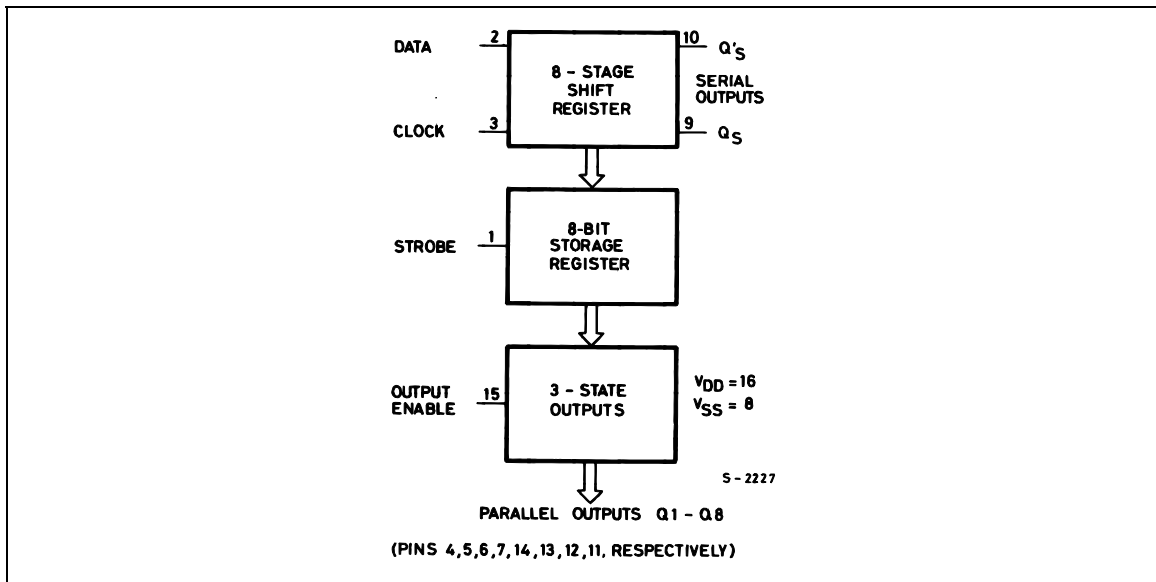 DATA
2
10
Q'S
8 - STAGE
SHIFT
REGISTER
SERIAL
OUTPUTS
CLOCK
3
9
QS
STROBE
1
8-BIT
STORAGE
REGISTER
OUTPUT
ENABLE
15
3 - STATE
OUTPUTS
VDD = 16
VSS = 8
S - 2227
PARALLEL OUTPUTS Q1 - Q8
(PINS 4,5,6,7,14,13,12,11, RESPECTIVELY)